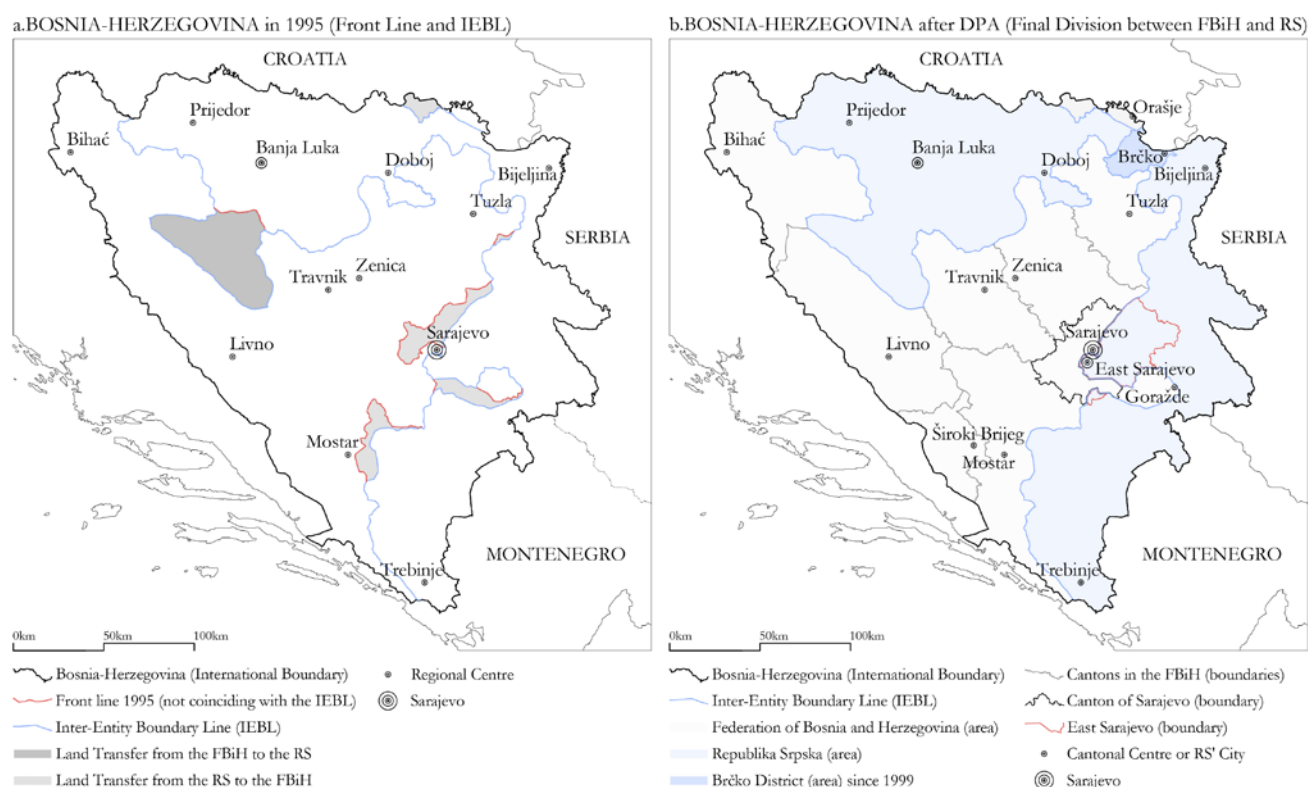 a.BOSNIA-HERZEGOVINA in 1995 (Front Line and IEBL)
CROATIA
Prijedor
Bihać
Banja Luka
Doboj
Bijeljina
Tuzla
SERBIA
Zenica
Travnik
Sarajevo
Livno
Mostar
MONTENEGRO
Trebinje
0km 50km 100km
Bosnia-Herzegovina (International Boundary)
Regional Centre
Front line 1995 (not coinciding with the IEBL)
Sarajevo
Inter-Entity Boundary Line (IEBL)
Land Transfer from the FBiH to the RS
Land Transfer from the RS to the FBiH
b.BOSNIA-HERZEGOVINA after DPA (Final Division between FBiH and RS)
CROATIA
Prijedor
Orašje
Bihać
Banja Luka
Doboj
Brčko
Bijeljina
Tuzla
SERBIA
Zenica
Travnik
Sarajevo
Livno
East Sarajevo
Goražde
Široki Brijeg
Mostar
MONTENEGRO
Trebinje
0km 50km 100km
Bosnia-Herzegovina (International Boundary)
Cantons in the FBiH (boundaries)
Inter-Entity Boundary Line (IEBL)
Canton of Sarajevo (boundary)
Federation of Bosnia and Herzegovina (area)
East Sarajevo (boundary)
Republika Srpska (area)
Cantonal Centre or RS' City
Brčko District (area) since 1999
Sarajevo